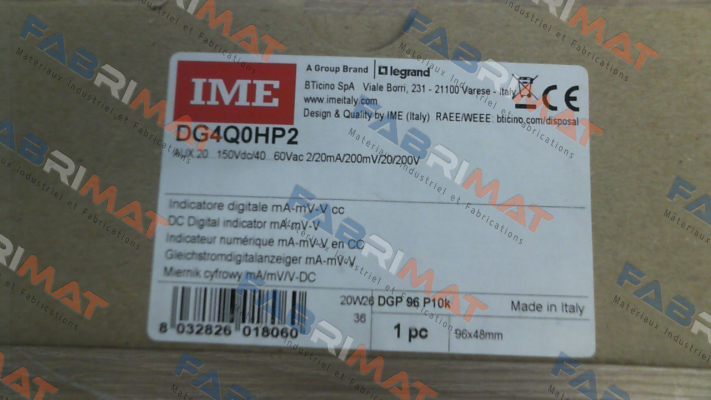 IME
A Group Brand legrand
BTicino SpA Viale Borri, 231 - 21100 Varese - Italy
www.imeitaly.com
Design & Quality by IME (Italy) RAEE/WEEE: bticino.com/disposal
CE
DG4Q0HP2
AUX 20...150Vdc/40...60Vac 2/20mA/200mV/20/200V
Indicatore digitale mA-mV-V cc
DC Digital indicator mA-mV-V
Indicateur numérique mA-mV-V en CC
Gleichstromdigitalanzeiger mA-mV-V
Miernik cyfrowy mA/mV/V-DC
20W26 DGP 96 P10k Made in Italy
36
1 pc 96x48mm
8 032826 018060
FABRIMAT
Materiaux Industriel et Fabrications